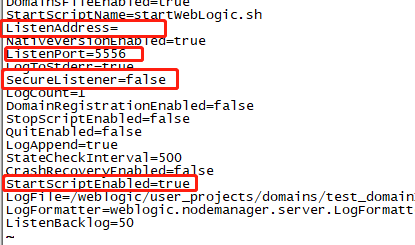 DomainsFileEnabled=true
StartScriptName=startWebLogic.sh
ListenAddress=
NativeVersionEnabled=true
ListenPort=5556
LogToStderr=true
SecureListener=false
LogCount=1
DomainRegistrationEnabled=false
StopScriptEnabled=false
QuitEnabled=false
LogAppend=true
StateCheckInterval=500
CrashRecoveryEnabled=false
StartScriptEnabled=true
LogFile=/weblogic/user_projects/domains/test_domain
LogFormatter=weblogic.nodemanager.server.LogFormatt
ListenBacklog=50
~